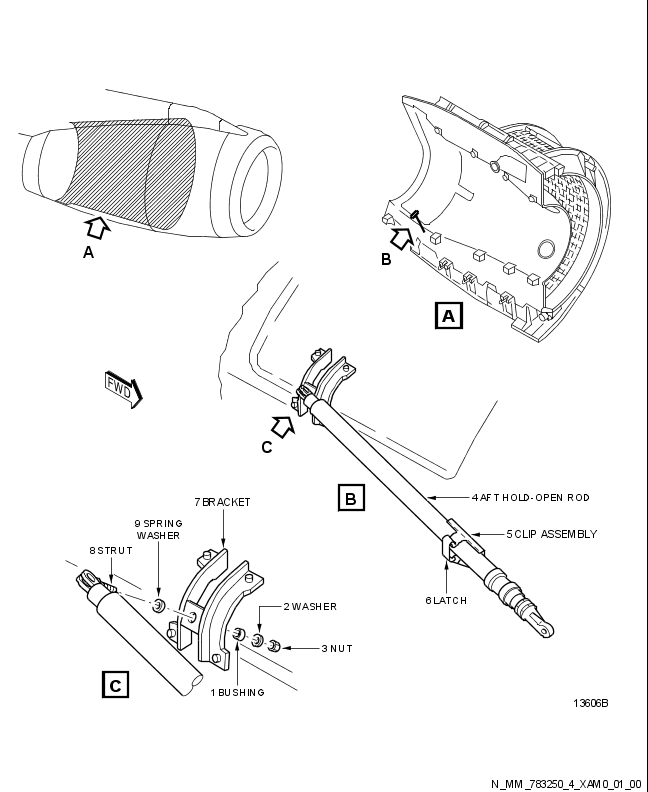 A
B
A
FWD
C
B
4 AFT HOLD-OPEN ROD
7 BRACKET
9 SPRING
WASHER
5 CLIP ASSEMBLY
8 STRUT
6 LATCH
2 WASHER
3 NUT
C
1 BUSHING
13606B
N_MM_783250_4_XAM0_01_00